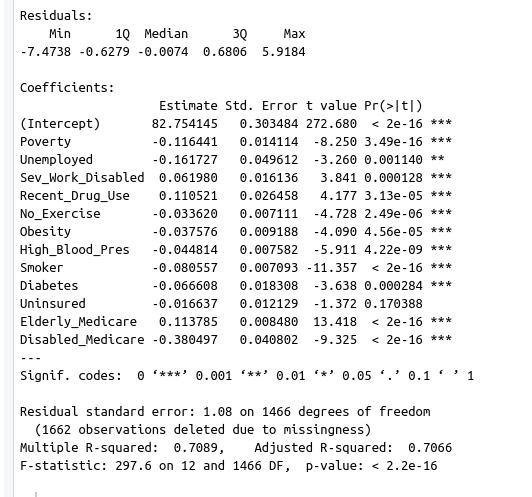 Residuals:
    Min      1Q  Median      3Q     Max
-7.4738 -0.6279 -0.0074  0.6806  5.9184
Coefficients:
                   Estimate Std. Error t value Pr(>|t|)
(Intercept)       82.754145   0.303484 272.680  < 2e-16 ***
Poverty           -0.116441   0.014114  -8.250 3.49e-16 ***
Unemployed        -0.161727   0.049612  -3.260 0.001140 **
Sev_Work_Disabled  0.061980   0.016136   3.841 0.000128 ***
Recent_Drug_Use    0.110521   0.026458   4.177 3.13e-05 ***
No_Exercise       -0.033620   0.007111  -4.728 2.49e-06 ***
Obesity           -0.037576   0.009188  -4.090 4.56e-05 ***
High_Blood_Pres   -0.044814   0.007582  -5.911 4.22e-09 ***
Smoker            -0.080557   0.007093 -11.357  < 2e-16 ***
Diabetes          -0.066608   0.018308  -3.638 0.000284 ***
Uninsured         -0.016637   0.012129  -1.372 0.170388
Elderly_Medicare   0.113785   0.008480  13.418  < 2e-16 ***
Disabled_Medicare -0.380497   0.040802  -9.325  < 2e-16 ***
---
Signif. codes:  0 ‘***’ 0.001 ‘**’ 0.01 ‘*’ 0.05 ‘.’ 0.1 ‘ ’ 1
Residual standard error: 1.08 on 1466 degrees of freedom
  (1662 observations deleted due to missingness)
Multiple R-squared:  0.7089,    Adjusted R-squared:  0.7066
F-statistic: 297.6 on 12 and 1466 DF,  p-value: < 2.2e-16